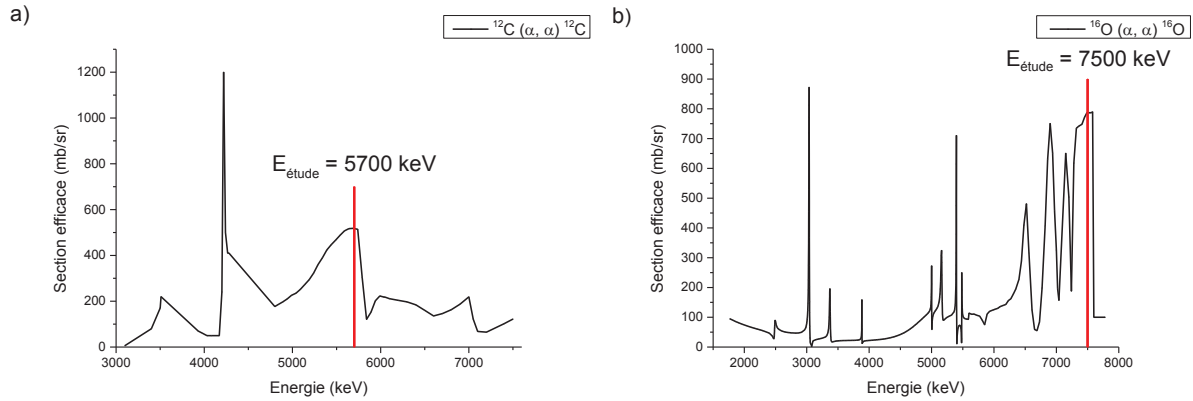 a)
¹²C (α, α) ¹²C
E_étude = 5700 keV
Section efficace (mb/sr)
1200
1000
800
600
400
200
0
3000 4000 5000 6000 7000
Energie (keV)
b)
¹⁶O (α, α) ¹⁶O
E_étude = 7500 keV
Section efficace (mb/sr)
1000
900
800
700
600
500
400
300
200
100
0
2000 3000 4000 5000 6000 7000 8000
Energie (keV)